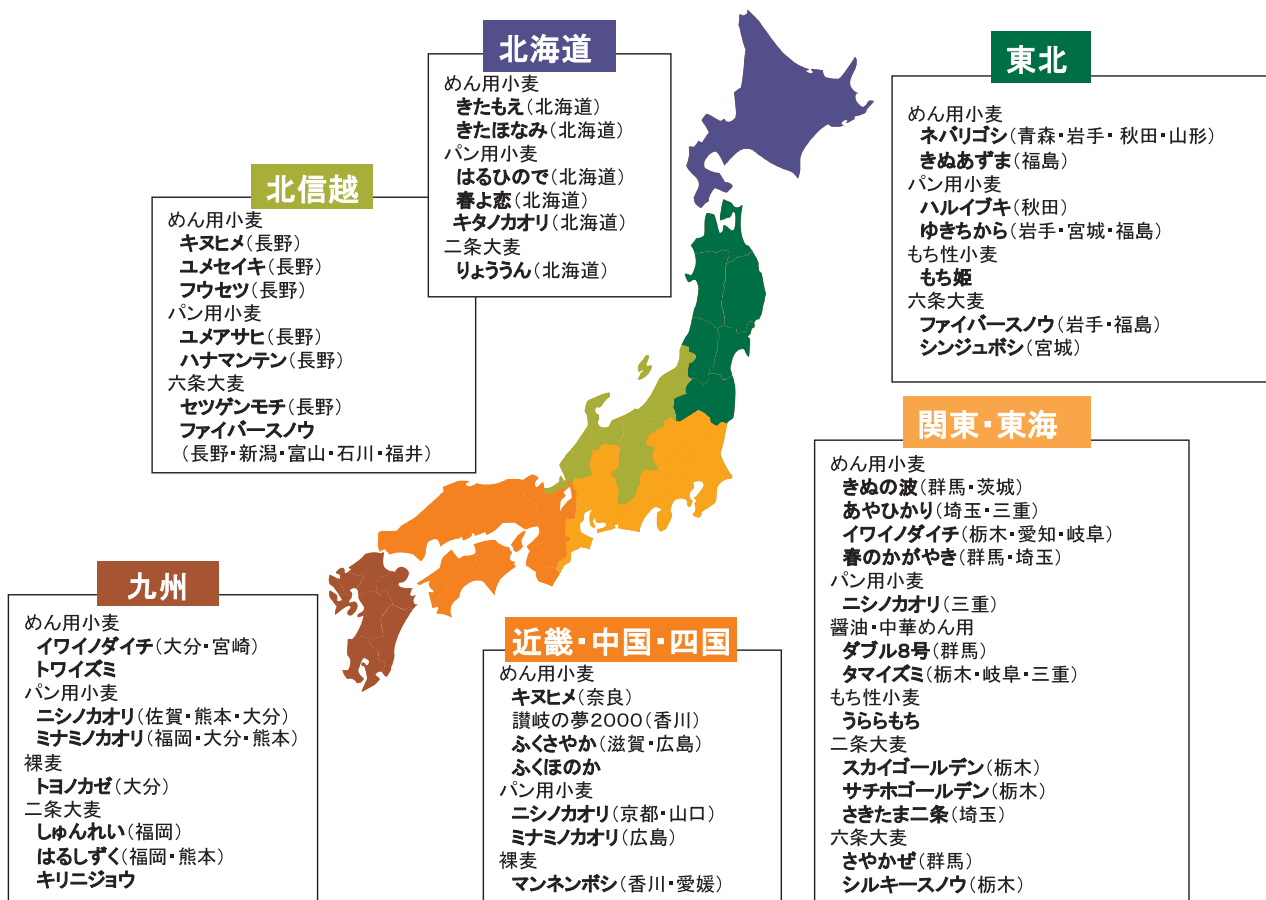 北海道
めん用小麦
きたもえ(北海道)
きたほなみ(北海道)
パン用小麦
はるひので(北海道)
春よ恋(北海道)
キタノカオリ(北海道)
二条大麦
りょううん(北海道)
東北
めん用小麦
ネバリゴシ(青森・岩手・秋田・山形)
きぬあずま(福島)
パン用小麦
ハルイブキ(秋田)
ゆきちから(岩手・宮城・福島)
もち性小麦
もち姫
六条大麦
ファイバースノウ(岩手・福島)
シンジュボシ(宮城)
北信越
めん用小麦
キヌヒメ(長野)
ユメセイキ(長野)
フウセツ(長野)
パン用小麦
ユメアサヒ(長野)
ハナマンテン(長野)
六条大麦
セツゲンモチ(長野)
ファイバースノウ
(長野・新潟・富山・石川・福井)
関東・東海
めん用小麦
きぬの波(群馬・茨城)
あやひかり(埼玉・三重)
イワイノダイチ(栃木・愛知・岐阜)
春のかがやき(群馬・埼玉)
パン用小麦
ニシノカオリ(三重)
醤油・中華めん用
ダブル8号(群馬)
タマイズミ(栃木・岐阜・三重)
もち性小麦
うららもち
二条大麦
スカイゴールデン(栃木)
サチホゴールデン(栃木)
さきたま二条(埼玉)
六条大麦
さやかぜ(群馬)
シルキースノウ(栃木)
九州
めん用小麦
イワイノダイチ(大分・宮崎)
トワイズミ
パン用小麦
ニシノカオリ(佐賀・熊本・大分)
ミナミノカオリ(福岡・大分・熊本)
裸麦
トヨノカゼ(大分)
二条大麦
しゅんれい(福岡)
はるしずく(福岡・熊本)
キリニジョウ
近畿・中国・四国
めん用小麦
キヌヒメ(奈良)
讃岐の夢2000(香川)
ふくさやか(滋賀・広島)
ふくほのか
パン用小麦
ニシノカオリ(京都・山口)
ミナミノカオリ(広島)
裸麦
マンネンボシ(香川・愛媛)